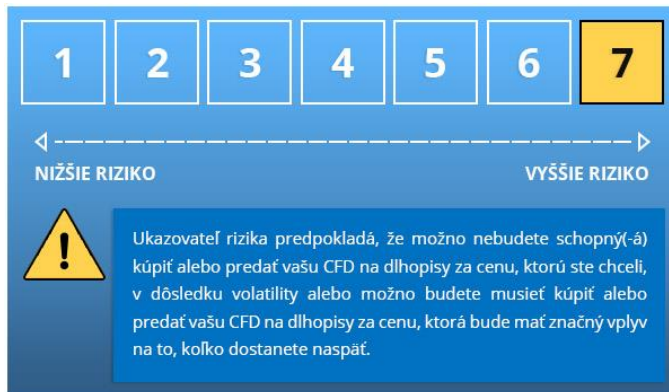 1 2 3 4 5 6 7
NIŽŠIE RIZIKO VYŠŠIE RIZIKO
!
Ukazovateľ rizika predpokladá, že možno nebudete schopný(-á)
kúpiť alebo predať vašu CFD na dlhopisy za cenu, ktorú ste chceli,
v dôsledku volatility alebo možno budete musieť kúpiť alebo
predať vašu CFD na dlhopisy za cenu, ktorá bude mať značný vplyv
na to, koľko dostanete naspäť.